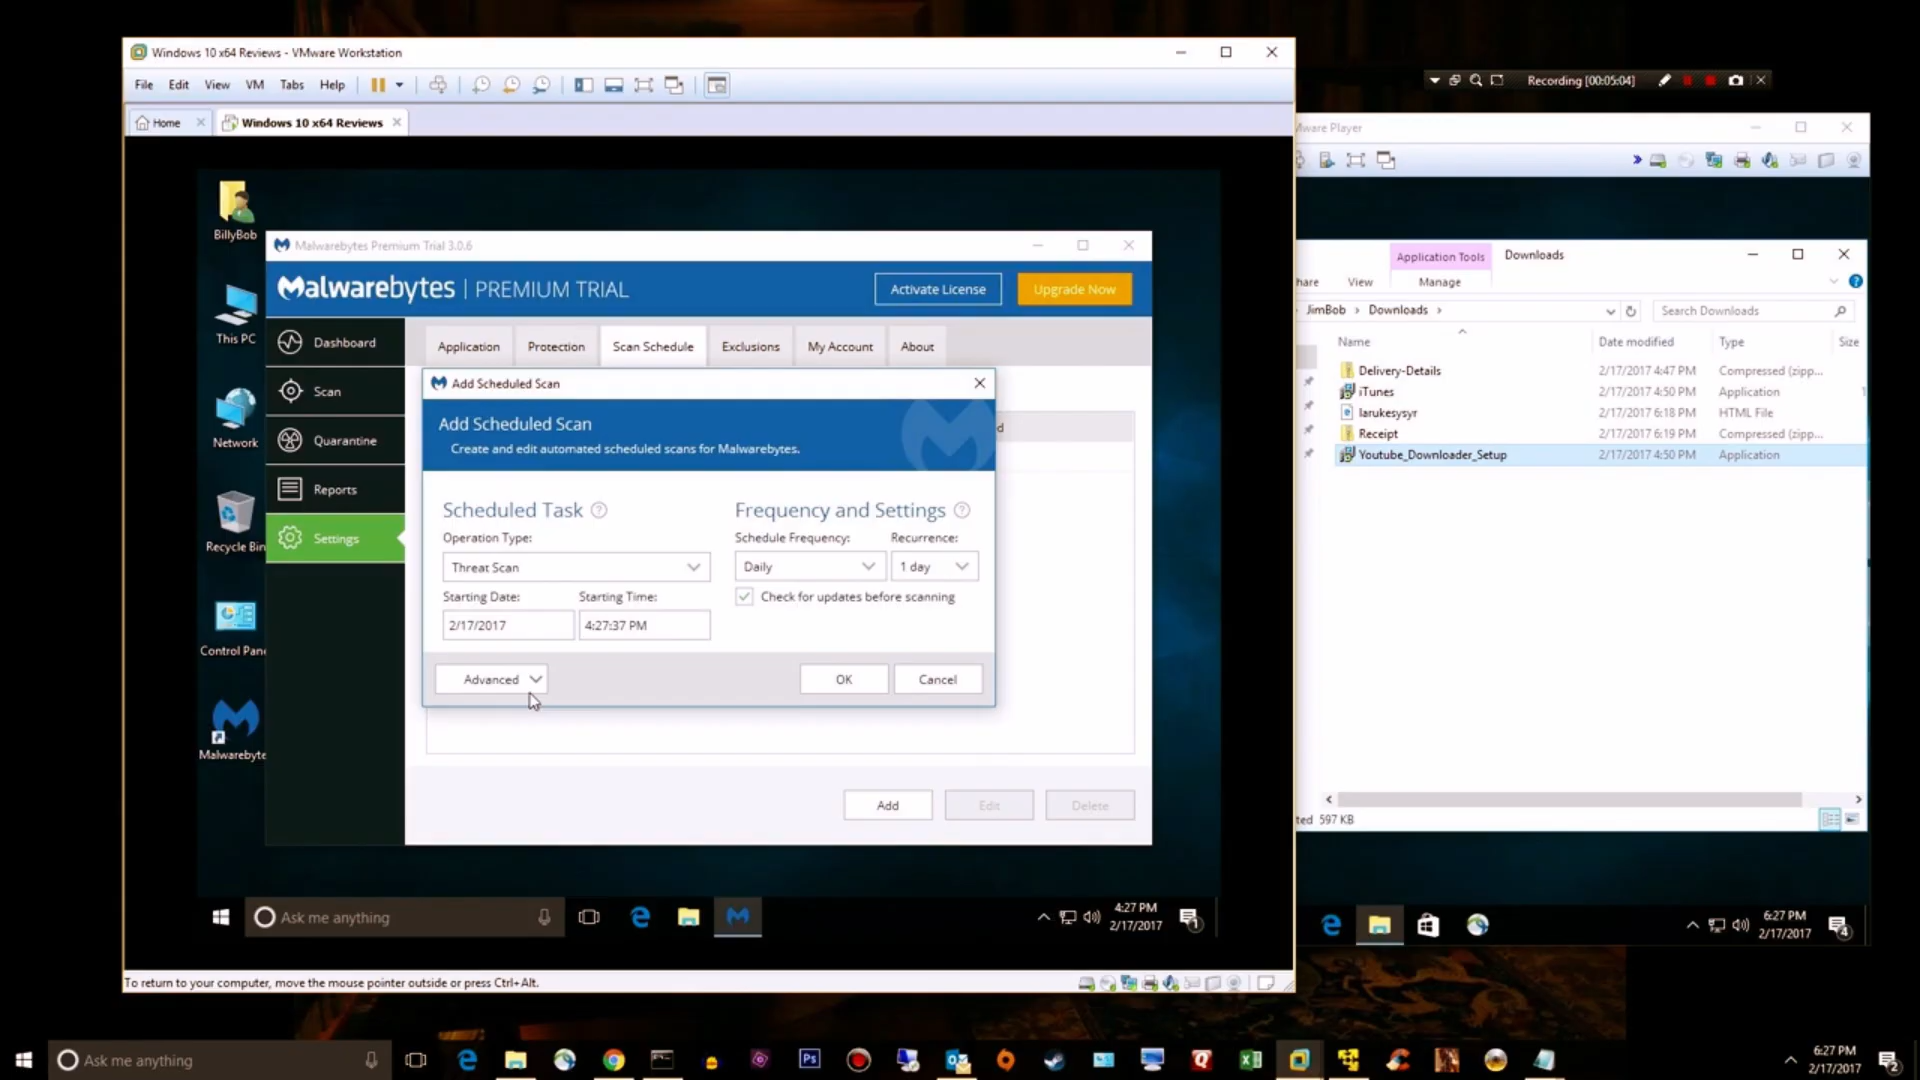 Windows 10 x64 Reviews - VMware Workstation
File Edit View VM Tabs Help
Home
Windows 10 x64 Reviews
Recording [00:05:04]
BillyBob
This PC
Network
Recycle Bin
Control Pane
Malwarebyte
Malwarebytes Premium Trial 3.0.6
Malwarebytes | PREMIUM TRIAL
Activate License
Upgrade Now
Dashboard
Scan
Quarantine
Reports
Settings
Application Protection Scan Schedule Exclusions My Account About
Add Scheduled Scan
Add Scheduled Scan
Create and edit automated scheduled scans for Malwarebytes.
d
Scheduled Task ?
Operation Type:
Threat Scan
Starting Date: Starting Time:
2/17/2017 4:27:37 PM
Frequency and Settings ?
Schedule Frequency: Recurrence:
Daily 1 day
Check for updates before scanning
Advanced
OK
Cancel
Add Edit Delete
Ask me anything
4:27 PM
2/17/2017
1
To return to your computer, move the mouse pointer outside or press Ctrl+Alt.
Mware Player
Application Tools
Downloads
hare View Manage
JimBob > Downloads >
Search Downloads
Name Date modified Type Size
Delivery-Details 2/17/2017 4:47 PM Compressed (zipp...
iTunes 2/17/2017 4:50 PM Application
larukesysyr 2/17/2017 6:18 PM HTML File
Receipt 2/17/2017 6:19 PM Compressed (zipp...
Youtube_Downloader_Setup 2/17/2017 4:50 PM Application
ted 597 KB
6:27 PM
2/17/2017
4
Ask me anything
Ps
6:27 PM
2/17/2017
2